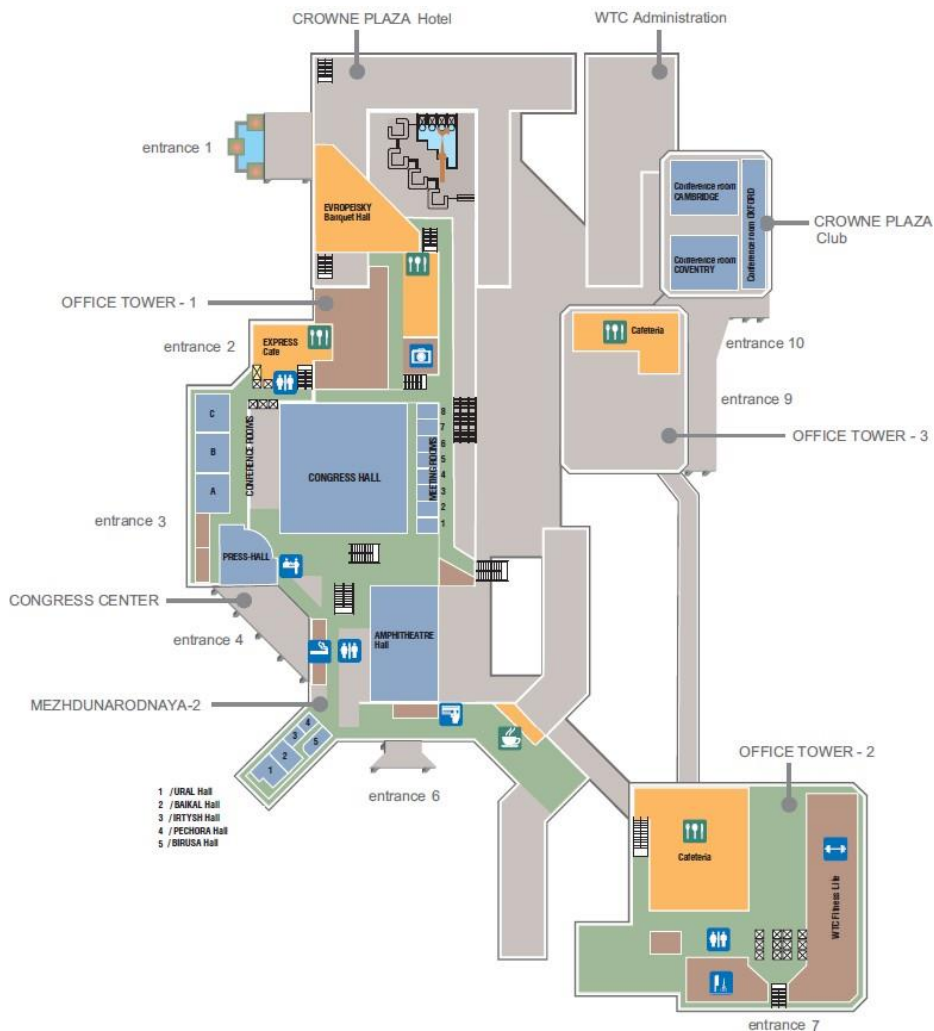 CROWNE PLAZA Hotel
WTC Administration
entrance 1
Conference room
CAMBRIDGE
Conference room OXFORD
EVROPEISKY
Banquet Hall
CROWNE PLAZA
Club
Conference room
COVENTRY
OFFICE TOWER - 1
entrance 2
EXPRESS
Cafe
Cafeteria
entrance 10
entrance 9
C
B
A
CONFERENCE ROOMS
CONGRESS HALL
MEETING ROOMS
8
7
6
5
4
3
2
1
OFFICE TOWER - 3
entrance 3
PRESS-HALL
CONGRESS CENTER
entrance 4
AMPHITHEATRE
Hall
MEZHDUNARODNAYA-2
4
3
5
2
1
OFFICE TOWER - 2
entrance 6
1 /URAL Hall
2 /BAIKAL Hall
3 /IRTYSH Hall
4 /PECHORA Hall
5 /BIRUSA Hall
Cafeteria
WTC Fitness Life
entrance 7